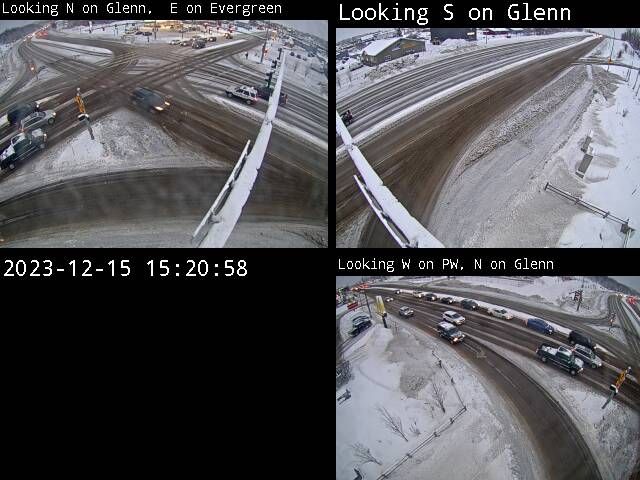 Looking N on Glenn,  E on Evergreen
Looking S on Glenn
2023-12-15 15:20:58
Looking W on PW, N on Glenn